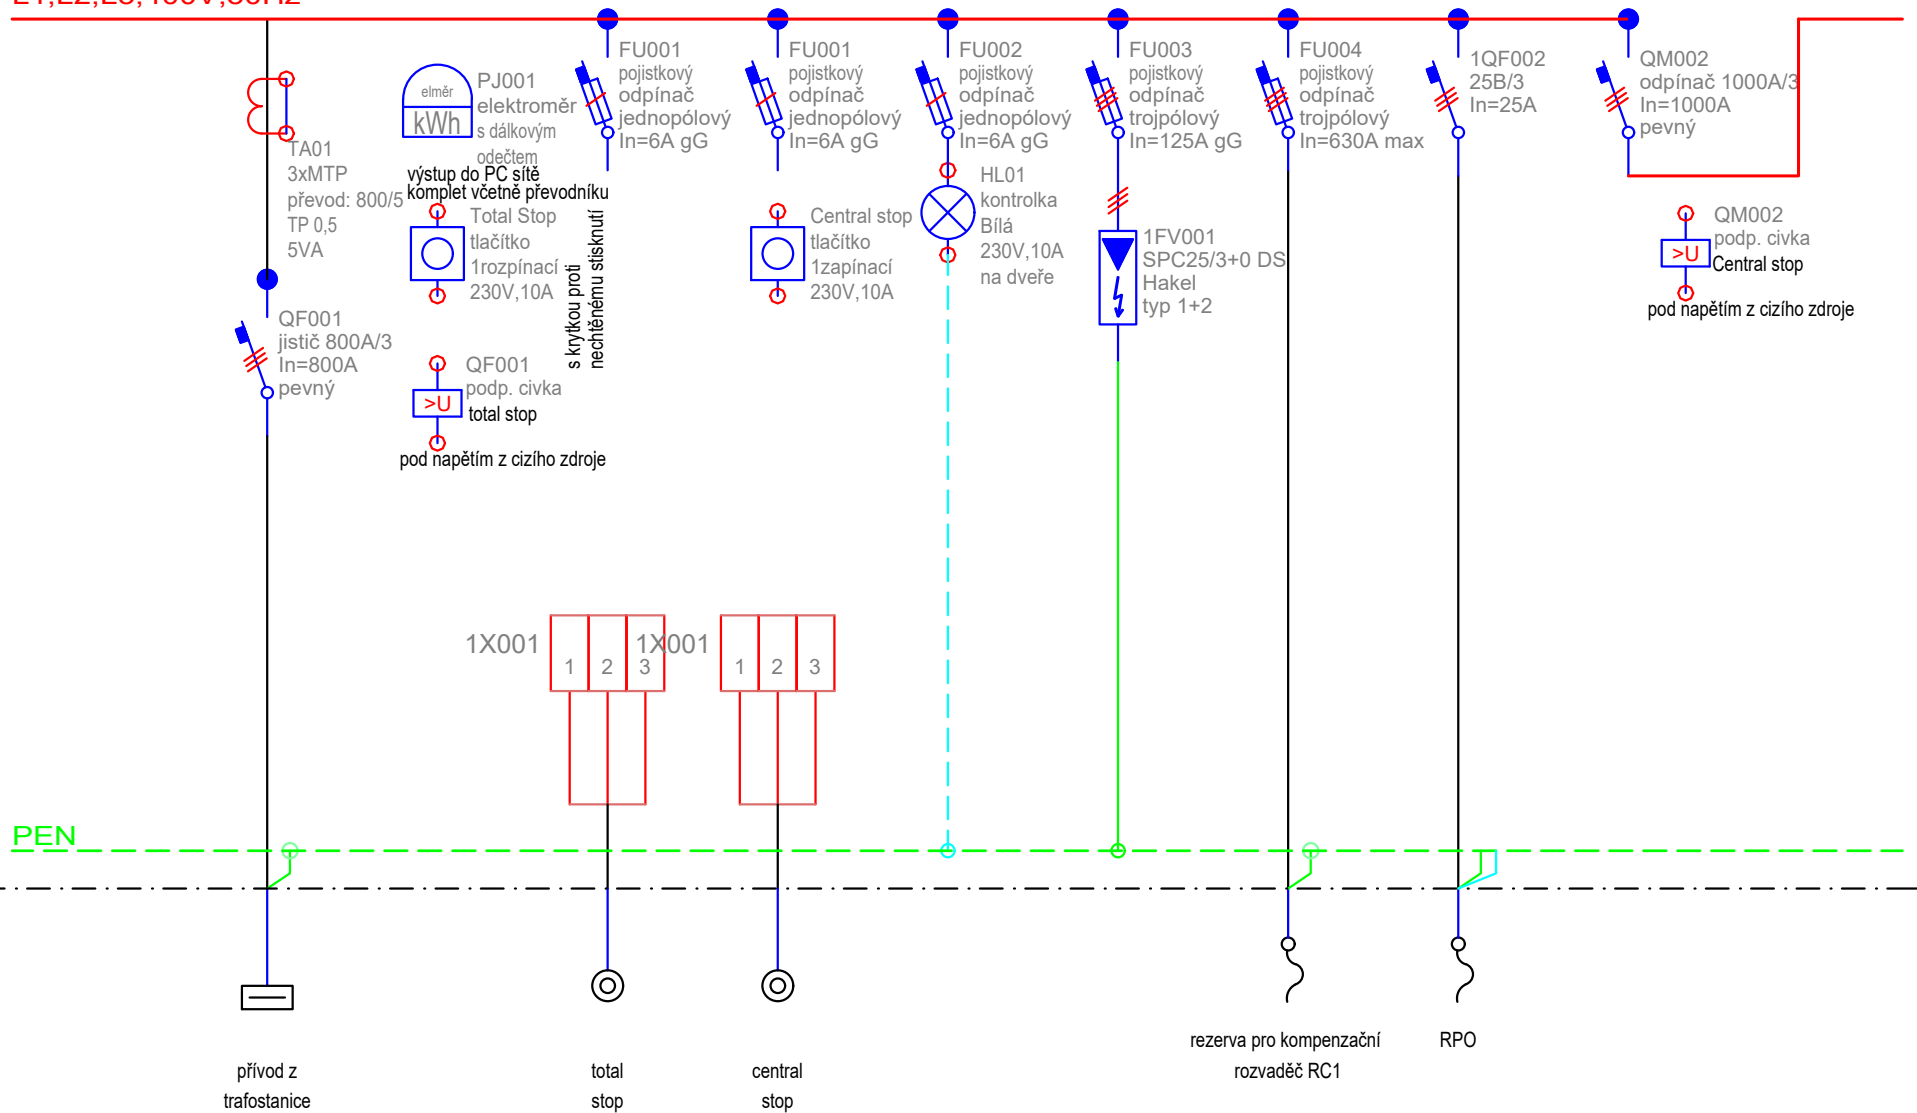 L1,L2,L3,400V,50Hz
TA01
3xMTP
převod: 800/5
TP 0,5
5VA
QF001
jistič 800A/3
In=800A
pevný
elměr
kWh
PJ001
elektroměr
s dálkovým
odečtem
výstup do PC sítě
komplet včetně převodníku
Total Stop
tlačítko
1rozpínací
230V,10A
s krytkou proti
nechtěnému stisknutí
QF001
podp. civka
>U
total stop
pod napětím z cizího zdroje
FU001
pojistkový
odpínač
jednopólový
In=6A gG
FU001
pojistkový
odpínač
jednopólový
In=6A gG
Central stop
tlačítko
1zapínací
230V,10A
FU002
pojistkový
odpínač
jednopólový
In=6A gG
HL01
kontrolka
Bílá
230V,10A
na dveře
FU003
pojistkový
odpínač
trojpólový
In=125A gG
1FV001
SPC25/3+0 DS
Hakel
typ 1+2
FU004
pojistkový
odpínač
trojpólový
In=630A max
1QF002
25B/3
In=25A
QM002
odpínač 1000A/3
In=1000A
pevný
QM002
podp. civka
>U
Central stop
pod napětím z cizího zdroje
1X001
1 2 3
1X001
1 2 3
PEN
přívod z
trafostanice
total
stop
central
stop
rezerva pro kompenzační
rozvaděč RC1
RPO